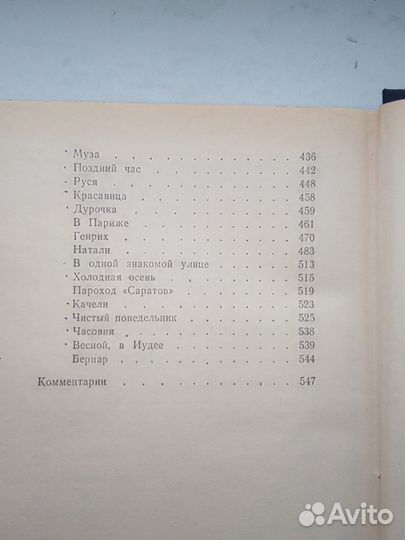 Муза . . . . . . . . . . . 436
Поздний час . . . . . . . . . . 442
Руся . . . . . . . . . . . 448
Красавица . . . . . . . . . . 458
Дурочка . . . . . . . . . . 459
В Париже . . . . . . . . . . 461
Генрих . . . . . . . . . . 470
Натали . . . . . . . . . . 483
В одной знакомой улице . . . . . . . 513
Холодная осень . . . . . . . . . 515
Пароход «Саратов» . . . . . . . . 519
Качели . . . . . . . . . . 523
Чистый понедельник . . . . . . . . 525
Часовня . . . . . . . . . . 538
Весной, в Иудее . . . . . . . . . 539
Бернар . . . . . . . . . . 544
Комментарии . . . . . . . . . . 547
Avito